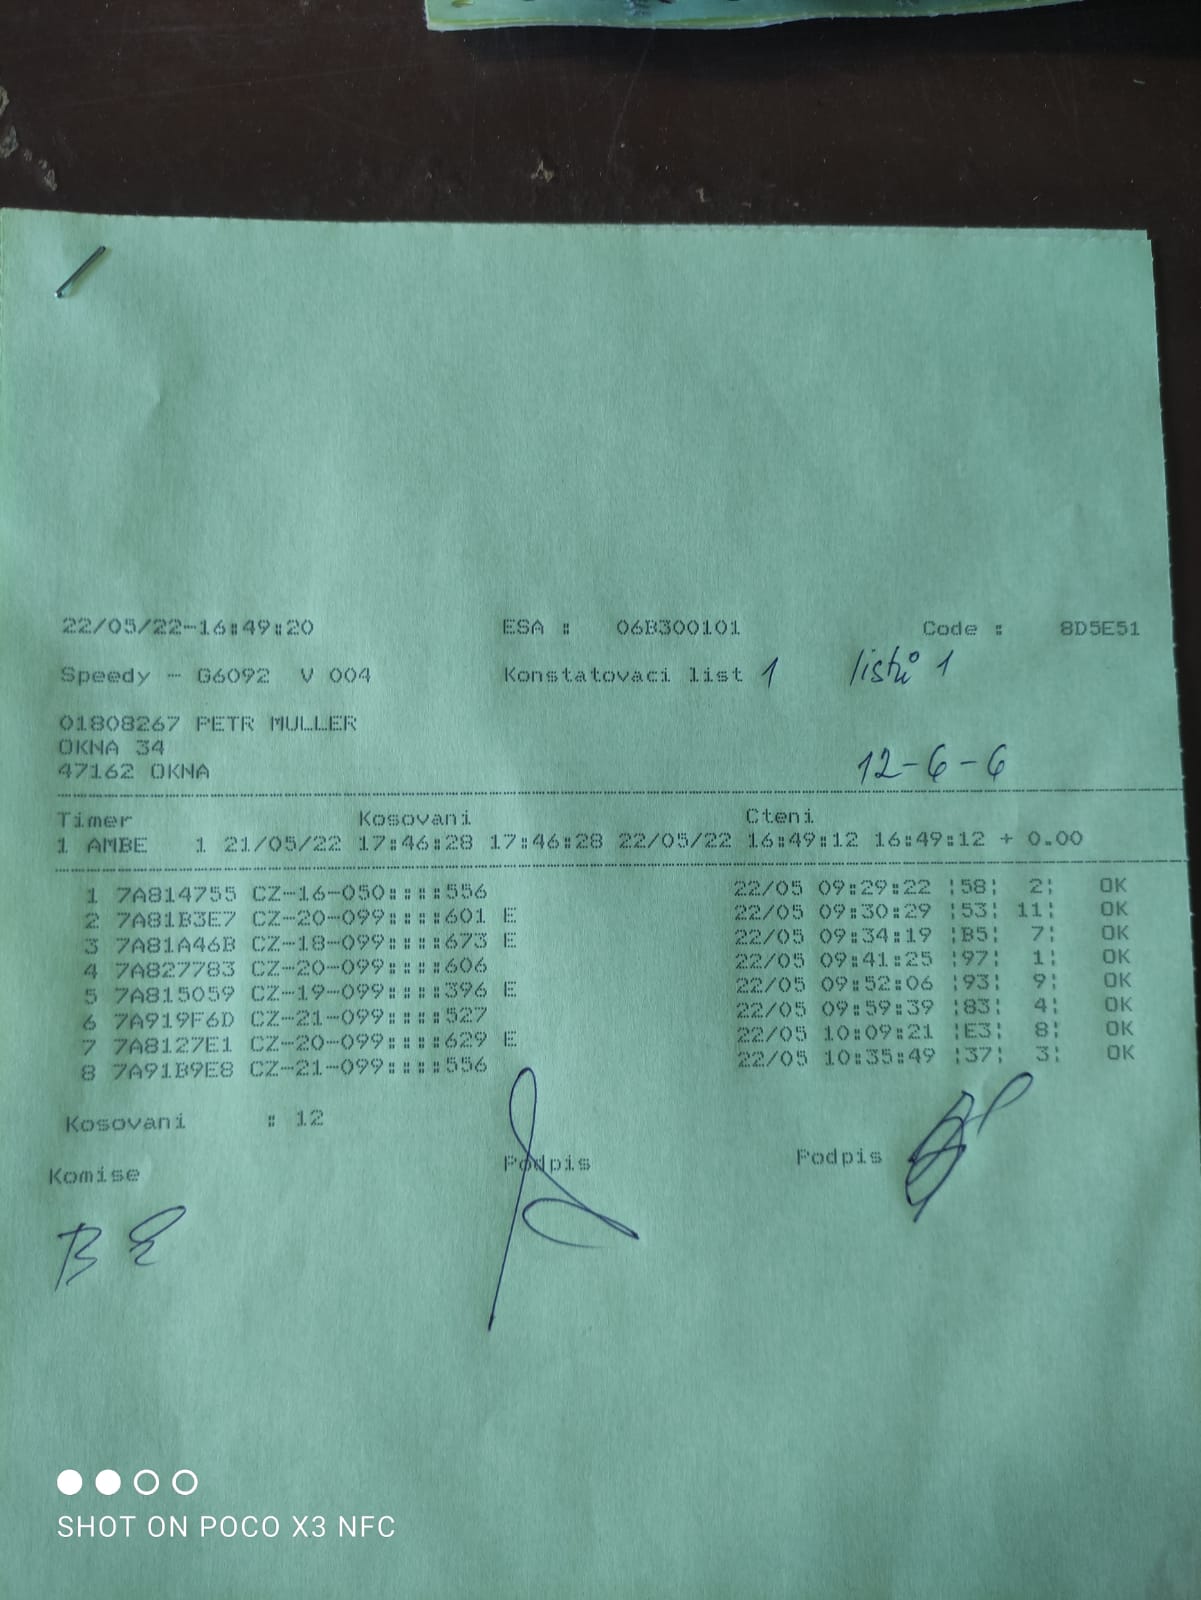 22/05/22-16:49:20 ESA : 06B300101 Code : 8D5E51
Speedy - G6092 V 004 Konstatovaci list 1 listů 1
01808267 PETR MULLER
OKNA 34
47162 OKNA 12-6-6
Timer Kosovani Cteni
1 AMBE 1 21/05/22 17:46:28 17:46:28 22/05/22 16:49:12 16:49:12 + 0.00
1 7A814755 CZ-16-050::::556 22/05 09:29:22 ¦58¦ 2¦ OK
2 7A81B3E7 CZ-20-099::::601 E 22/05 09:30:29 ¦53¦ 11¦ OK
3 7A81A46B CZ-18-099::::673 E 22/05 09:34:19 ¦B5¦ 7¦ OK
4 7A827783 CZ-20-099::::606 22/05 09:41:25 ¦97¦ 1¦ OK
5 7A815059 CZ-19-099::::396 E 22/05 09:52:06 ¦93¦ 9¦ OK
6 7A919F6D CZ-21-099::::527 22/05 09:59:39 ¦83¦ 4¦ OK
7 7A8127E1 CZ-20-099::::629 E 22/05 10:09:21 ¦E3¦ 8¦ OK
8 7A91B9E8 CZ-21-099::::556 22/05 10:35:49 ¦37¦ 3¦ OK
Kosovani : 12
Komise Podpis Podpis
SHOT ON POCO X3 NFC